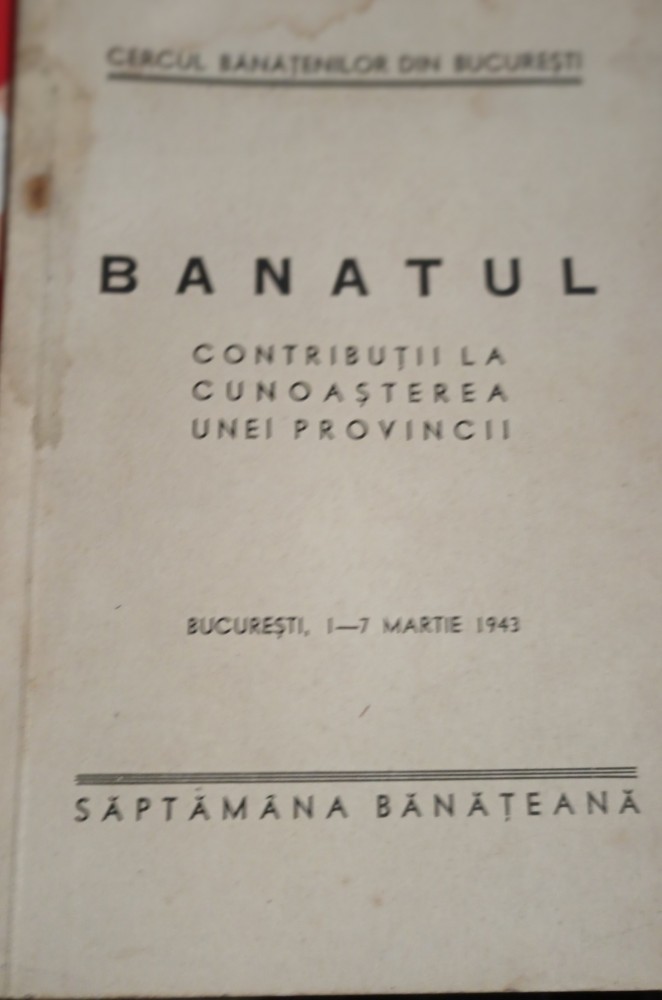 CERCUL BĂNĂȚENILOR DIN BUCUREȘTI
BANATUL
CONTRIBUȚII LA
CUNOAȘTEREA
UNEI PROVINCII
BUCUREȘTI, 1—7 MARTIE 1943
SĂPTĂMÂNA BĂNĂȚEANĂ